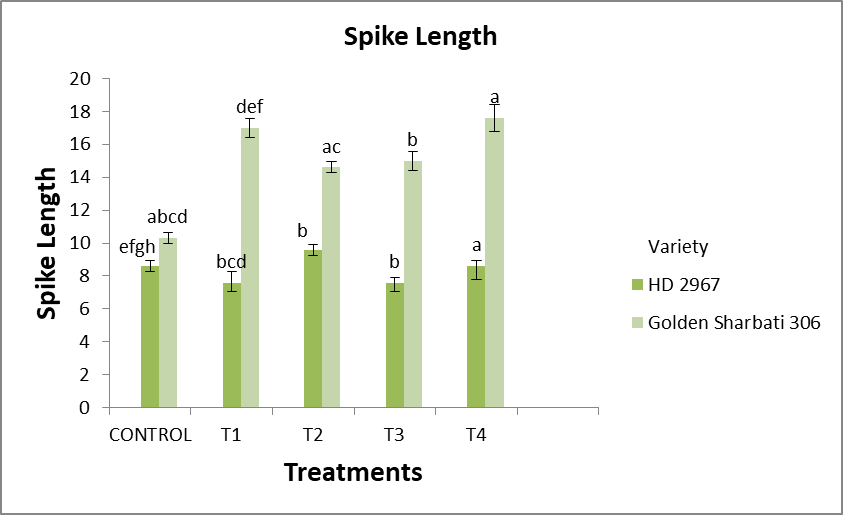 Spike Length
Spike Length
20
18
16
14
12
10
8
6
4
2
0
efgh
abcd
bcd
def
b
ac
b
b
a
a
CONTROL
T1
T2
T3
T4
Treatments
Variety
HD 2967
Golden Sharbati 306